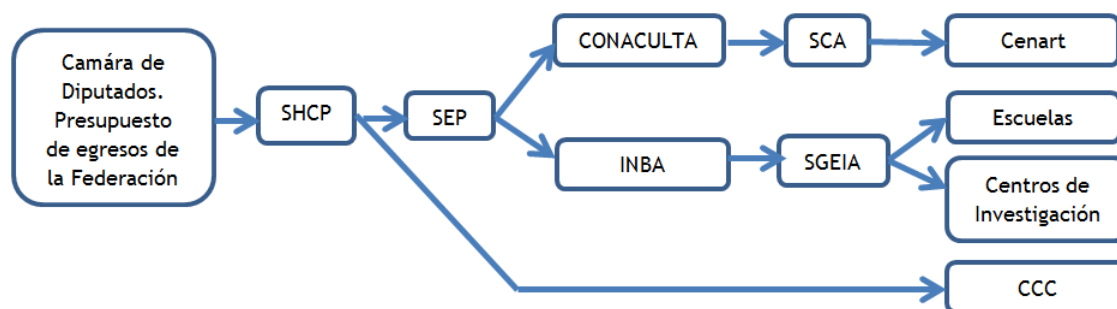 Camára de
Diputados.
Presupuesto
de egresos de
la Federación
SHCP
SEP
CONACULTA
SCA
Cenart
INBA
SGEIA
Escuelas
Centros de
Investigación
CCC